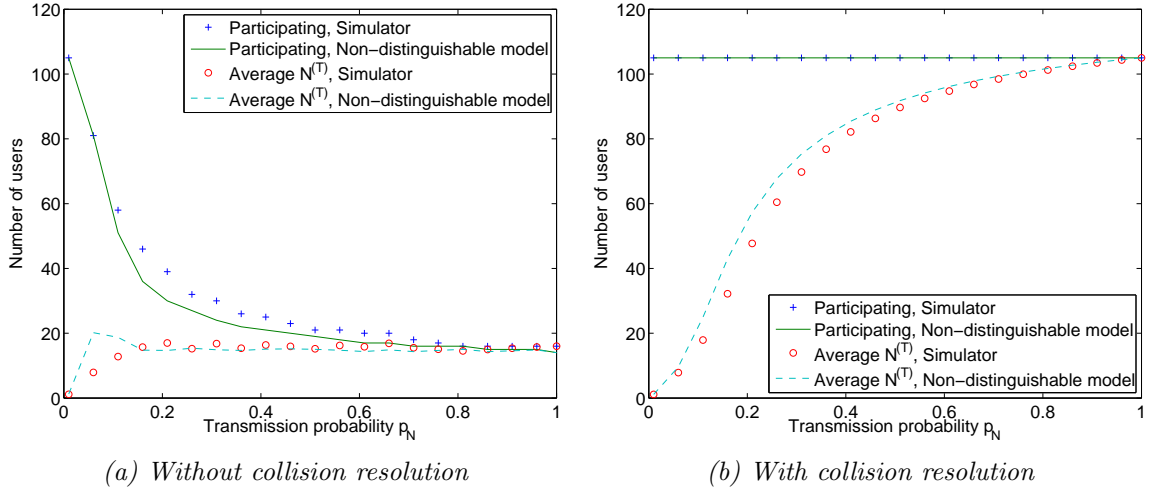 120
100
80
60
40
20
0
Number of users
0
0.2
0.4
0.6
0.8
1
Transmission probability p_N
Participating, Simulator
Participating, Non−distinguishable model
Average N^(T), Simulator
Average N^(T), Non−distinguishable model
(a) Without collision resolution
120
100
80
60
40
20
0
Number of users
0
0.2
0.4
0.6
0.8
1
Transmission probability p_N
Participating, Simulator
Participating, Non−distinguishable model
Average N^(T), Simulator
Average N^(T), Non−distinguishable model
(b) With collision resolution